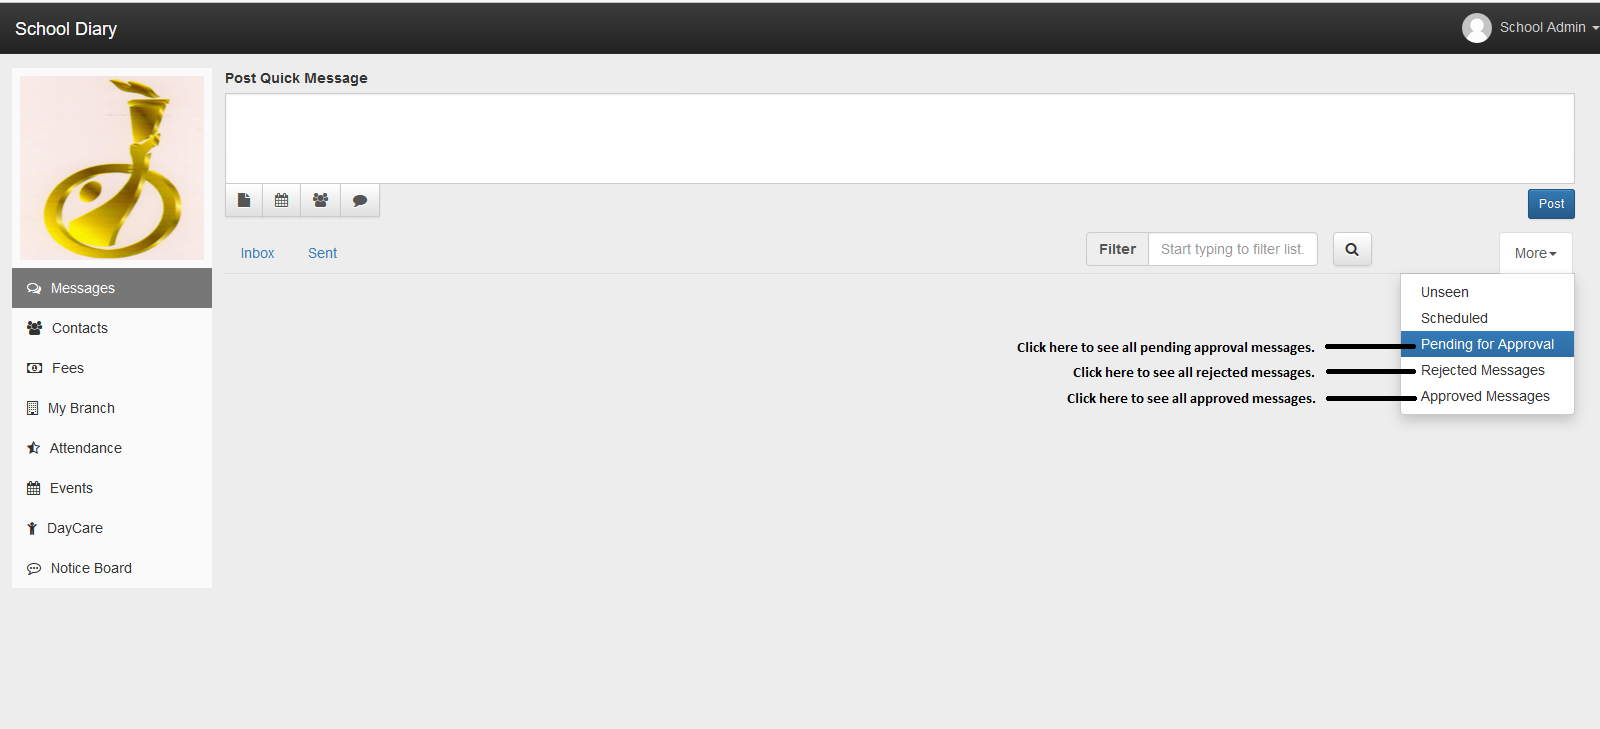 School Diary
School Admin
Post Quick Message
Post
Inbox
Sent
Filter
Start typing to filter list.
More
Unseen
Scheduled
Click here to see all pending approval messages.
Pending for Approval
Click here to see all rejected messages.
Rejected Messages
Click here to see all approved messages.
Approved Messages
Messages
Contacts
Fees
My Branch
Attendance
Events
DayCare
Notice Board